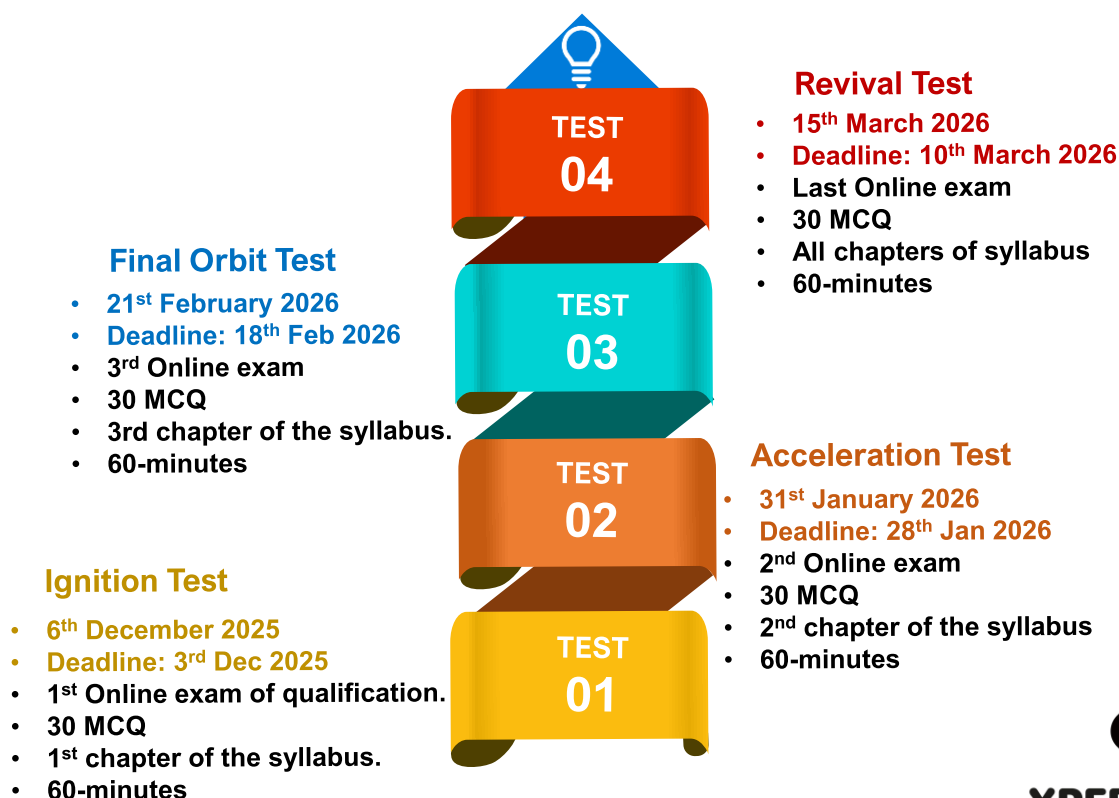 TEST
04
Revival Test
• 15th March 2026
• Deadline: 10th March 2026
• Last Online exam
• 30 MCQ
• All chapters of syllabus
• 60-minutes
Final Orbit Test
• 21st February 2026
• Deadline: 18th Feb 2026
• 3rd Online exam
• 30 MCQ
• 3rd chapter of the syllabus.
• 60-minutes
TEST
03
TEST
02
Acceleration Test
• 31st January 2026
• Deadline: 28th Jan 2026
• 2nd Online exam
• 30 MCQ
• 2nd chapter of the syllabus
• 60-minutes
Ignition Test
• 6th December 2025
• Deadline: 3rd Dec 2025
• 1st Online exam of qualification.
• 30 MCQ
• 1st chapter of the syllabus.
• 60-minutes
TEST
01